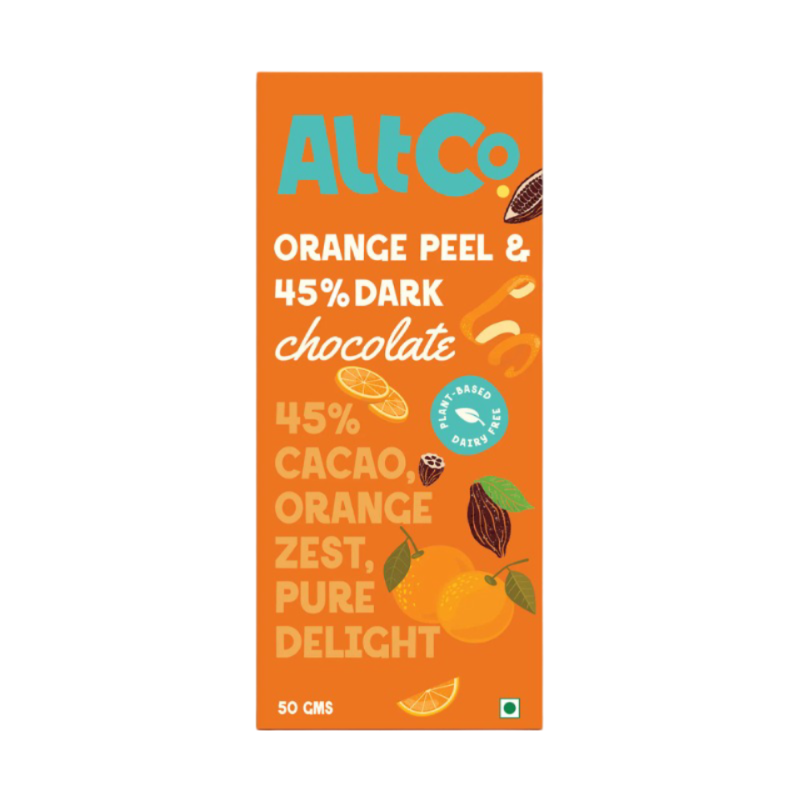 ALtCo.
ORANGE PEEL &
45% DARK
chocolate
PLANT-BASED
DAIRY FREE
45%
CACAO,
ORANGE
ZEST,
PURE
DELIGHT
50 GMS